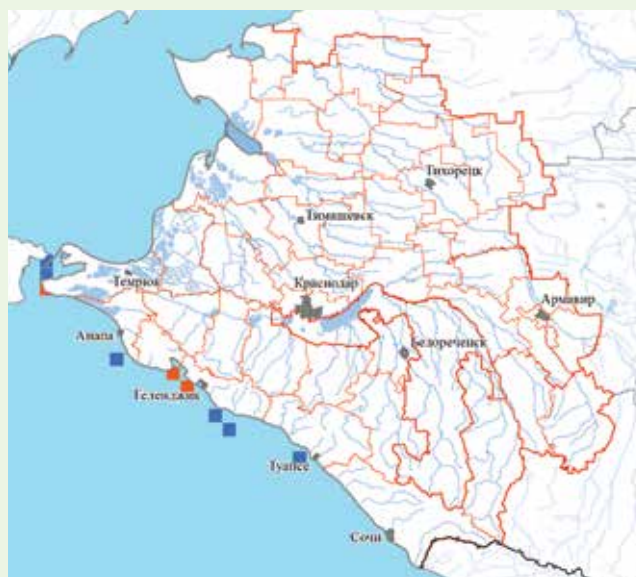 Тихорецк
Тимашевск
Темрюк
Краснодар
Армавир
Анапа
Белореченск
Геленджик
Туапсе
Сочи